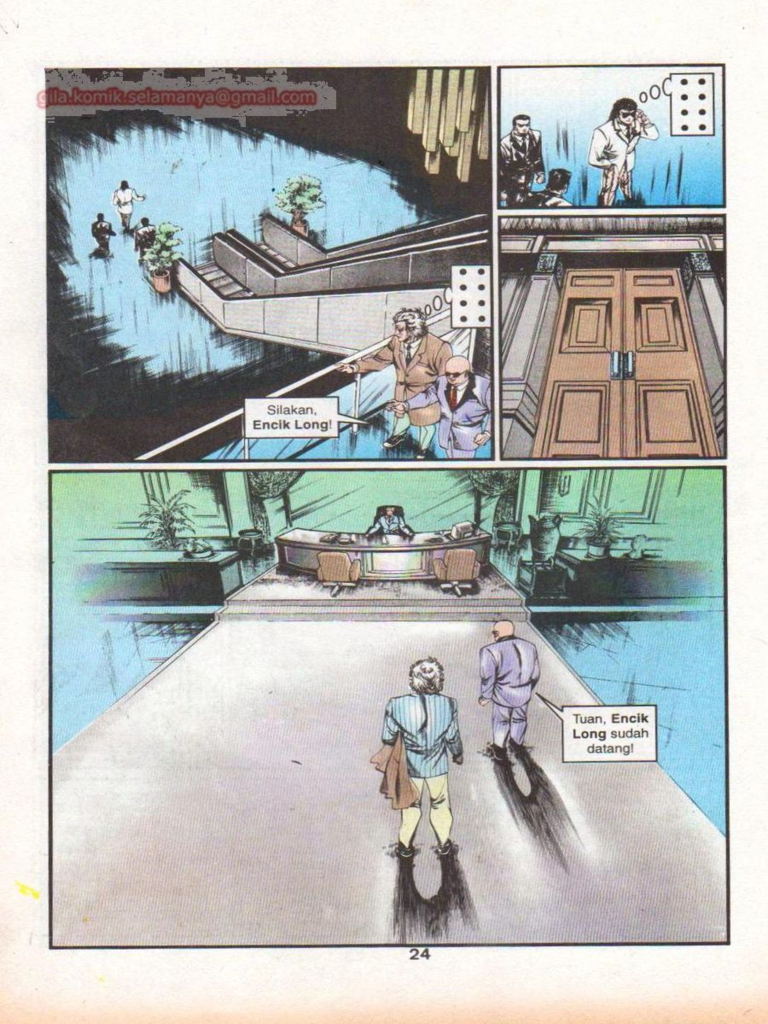 gila.komik.selamanya@gmail.com
Silakan,
Encik Long!
Tuan, Encik
Long sudah
datang!
24